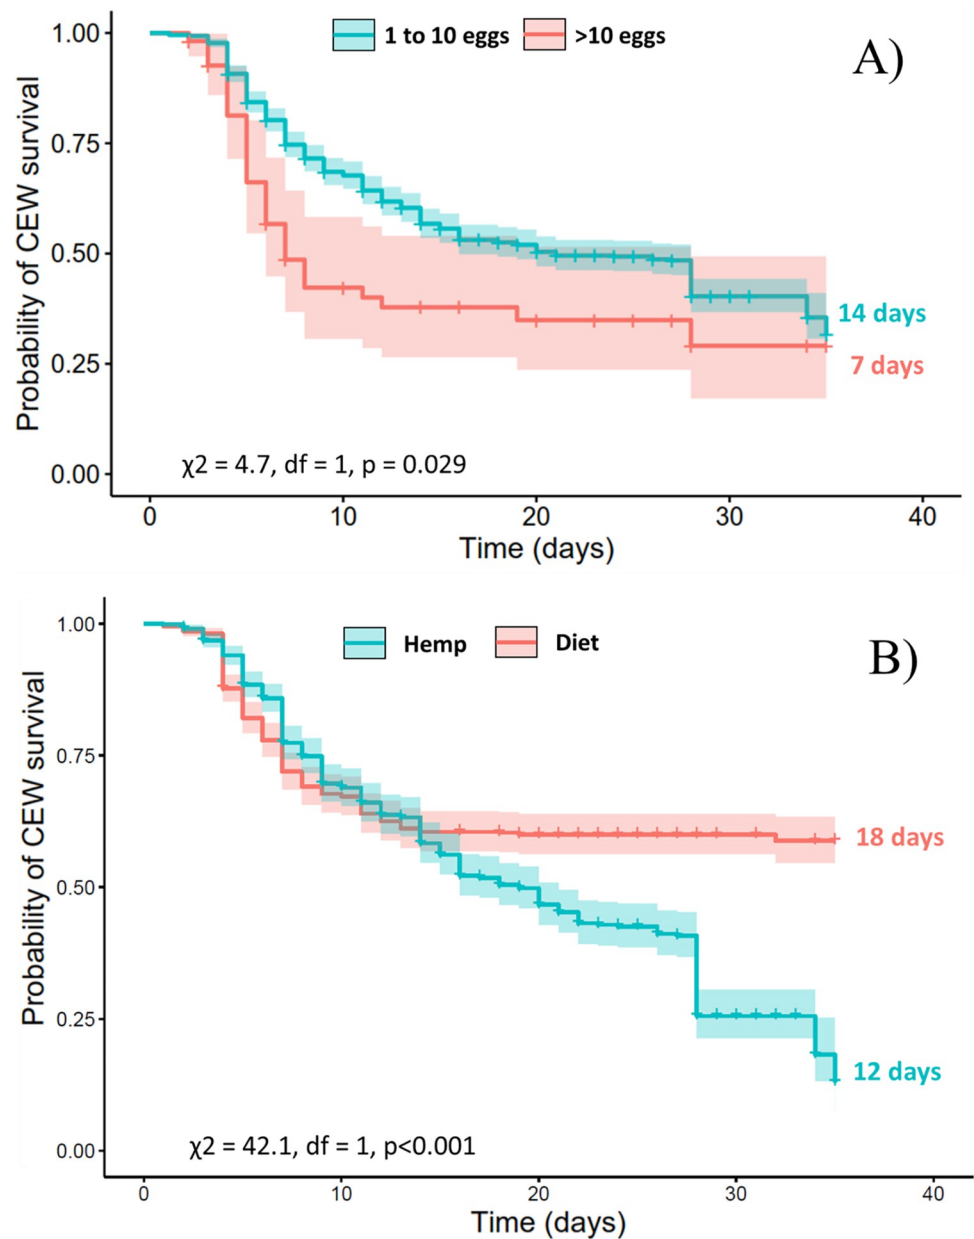 1 to 10 eggs >10 eggs
A)
Probability of CEW survival
1.00
0.75
0.50
0.25
0.00
14 days
7 days
χ2 = 4.7, df = 1, p = 0.029
0 10 20 30 40
Time (days)
Hemp Diet
B)
Probability of CEW survival
1.00
0.75
0.50
0.25
0.00
18 days
12 days
χ2 = 42.1, df = 1, p<0.001
0 10 20 30 40
Time (days)